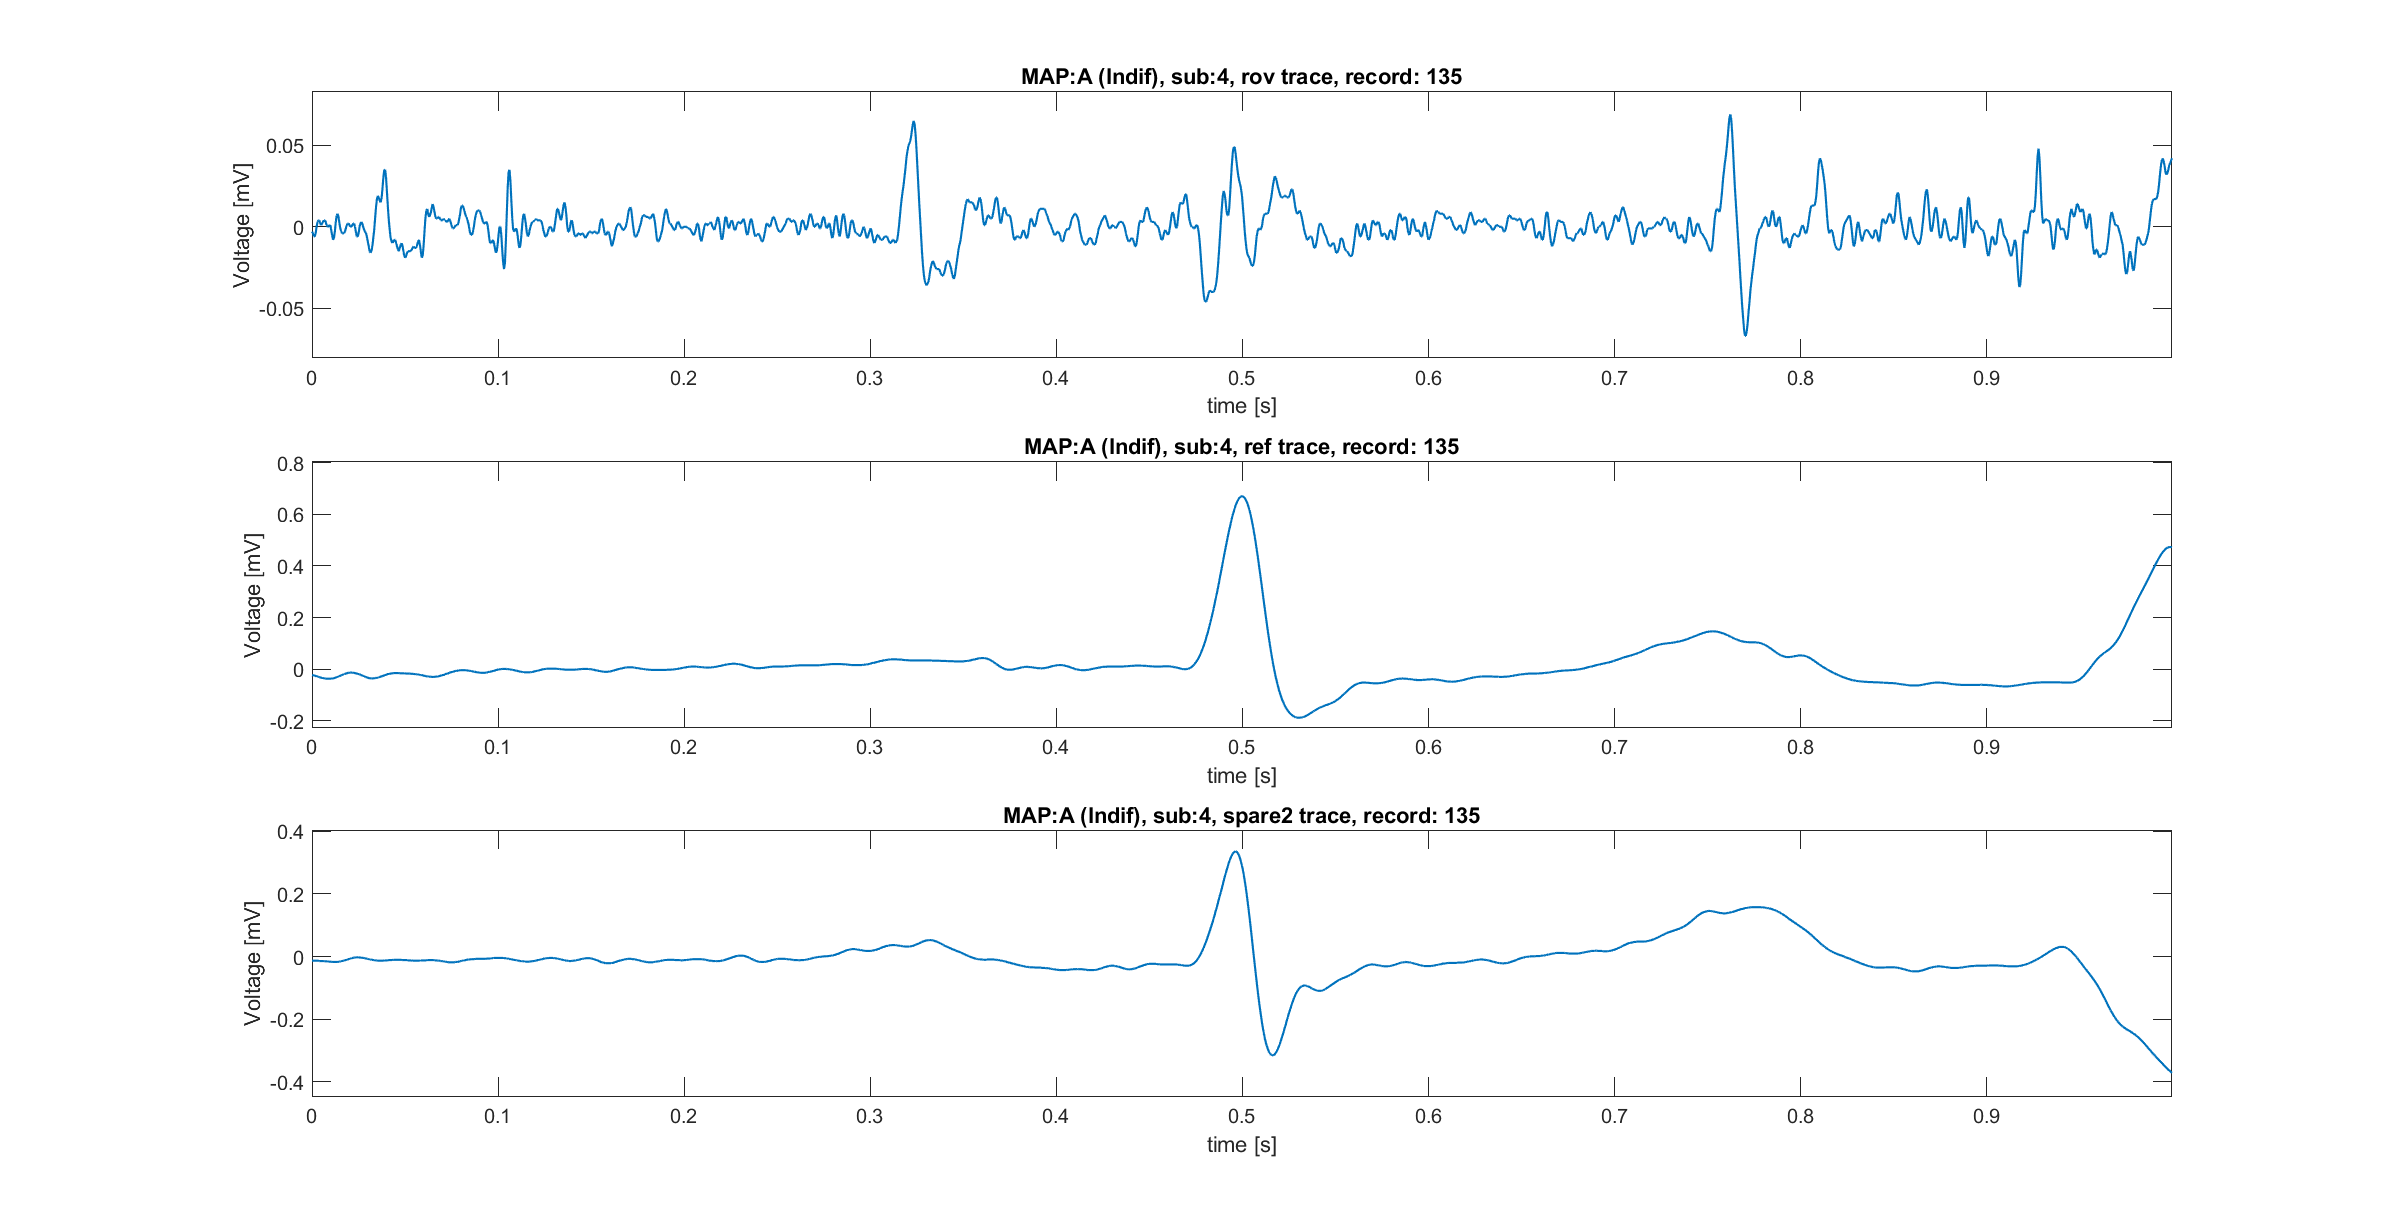 MAP:A (Indif), sub:4, rov trace, record: 135
Voltage [mV]
0.05
0
-0.05
0 0.1 0.2 0.3 0.4 0.5 0.6 0.7 0.8 0.9
time [s]
MAP:A (Indif), sub:4, ref trace, record: 135
Voltage [mV]
0.8
0.6
0.4
0.2
0
-0.2
0 0.1 0.2 0.3 0.4 0.5 0.6 0.7 0.8 0.9
time [s]
MAP:A (Indif), sub:4, spare2 trace, record: 135
Voltage [mV]
0.4
0.2
0
-0.2
-0.4
0 0.1 0.2 0.3 0.4 0.5 0.6 0.7 0.8 0.9
time [s]